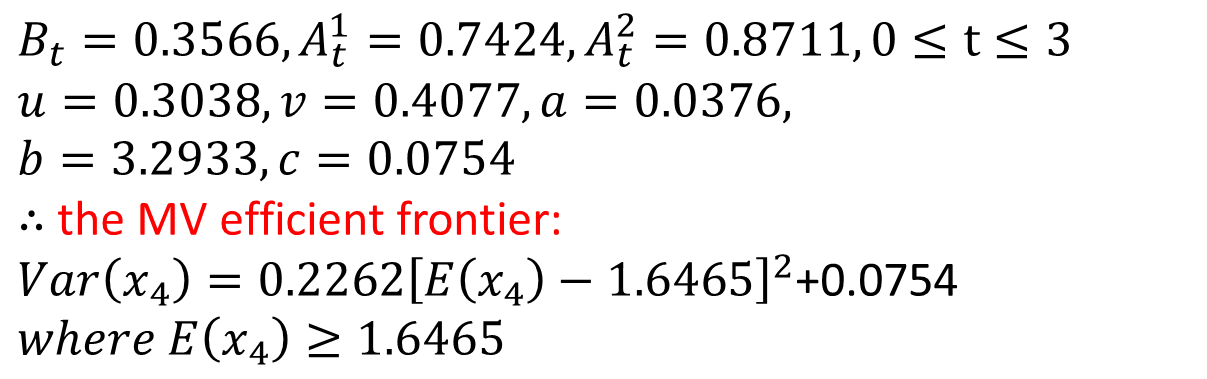 B_t = 0.3566, A_t^1 = 0.7424, A_t^2 = 0.8711, 0 ≤ t ≤ 3
u = 0.3038, v = 0.4077, a = 0.0376,
b = 3.2933, c = 0.0754
∴ the MV efficient frontier:
Var(x_4) = 0.2262[E(x_4) − 1.6465]^2+0.0754
where E(x_4) ≥ 1.6465